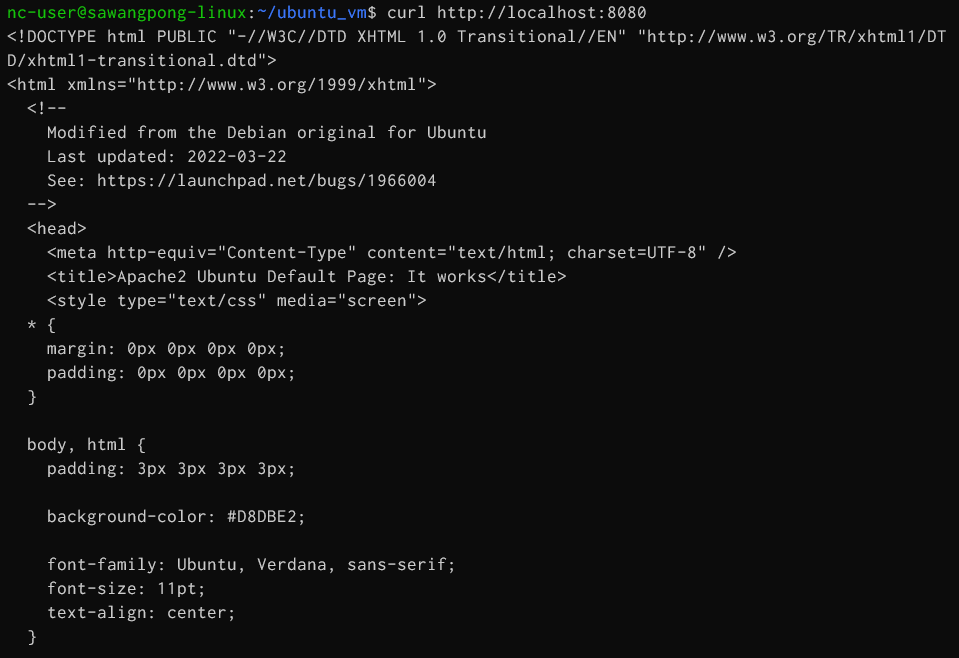 nc-user@sawangpong-linux:~/ubuntu_vm$ curl http://localhost:8080
<!DOCTYPE html PUBLIC "-//W3C//DTD XHTML 1.0 Transitional//EN" "http://www.w3.org/TR/xhtml1/DT
D/xhtml1-transitional.dtd">
<html xmlns="http://www.w3.org/1999/xhtml">
  <!--
    Modified from the Debian original for Ubuntu
    Last updated: 2022-03-22
    See: https://launchpad.net/bugs/1966004
  -->
  <head>
    <meta http-equiv="Content-Type" content="text/html; charset=UTF-8" />
    <title>Apache2 Ubuntu Default Page: It works</title>
    <style type="text/css" media="screen">
  * {
    margin: 0px 0px 0px 0px;
    padding: 0px 0px 0px 0px;
  }

  body, html {
    padding: 3px 3px 3px 3px;

    background-color: #D8DBE2;

    font-family: Ubuntu, Verdana, sans-serif;
    font-size: 11pt;
    text-align: center;
  }